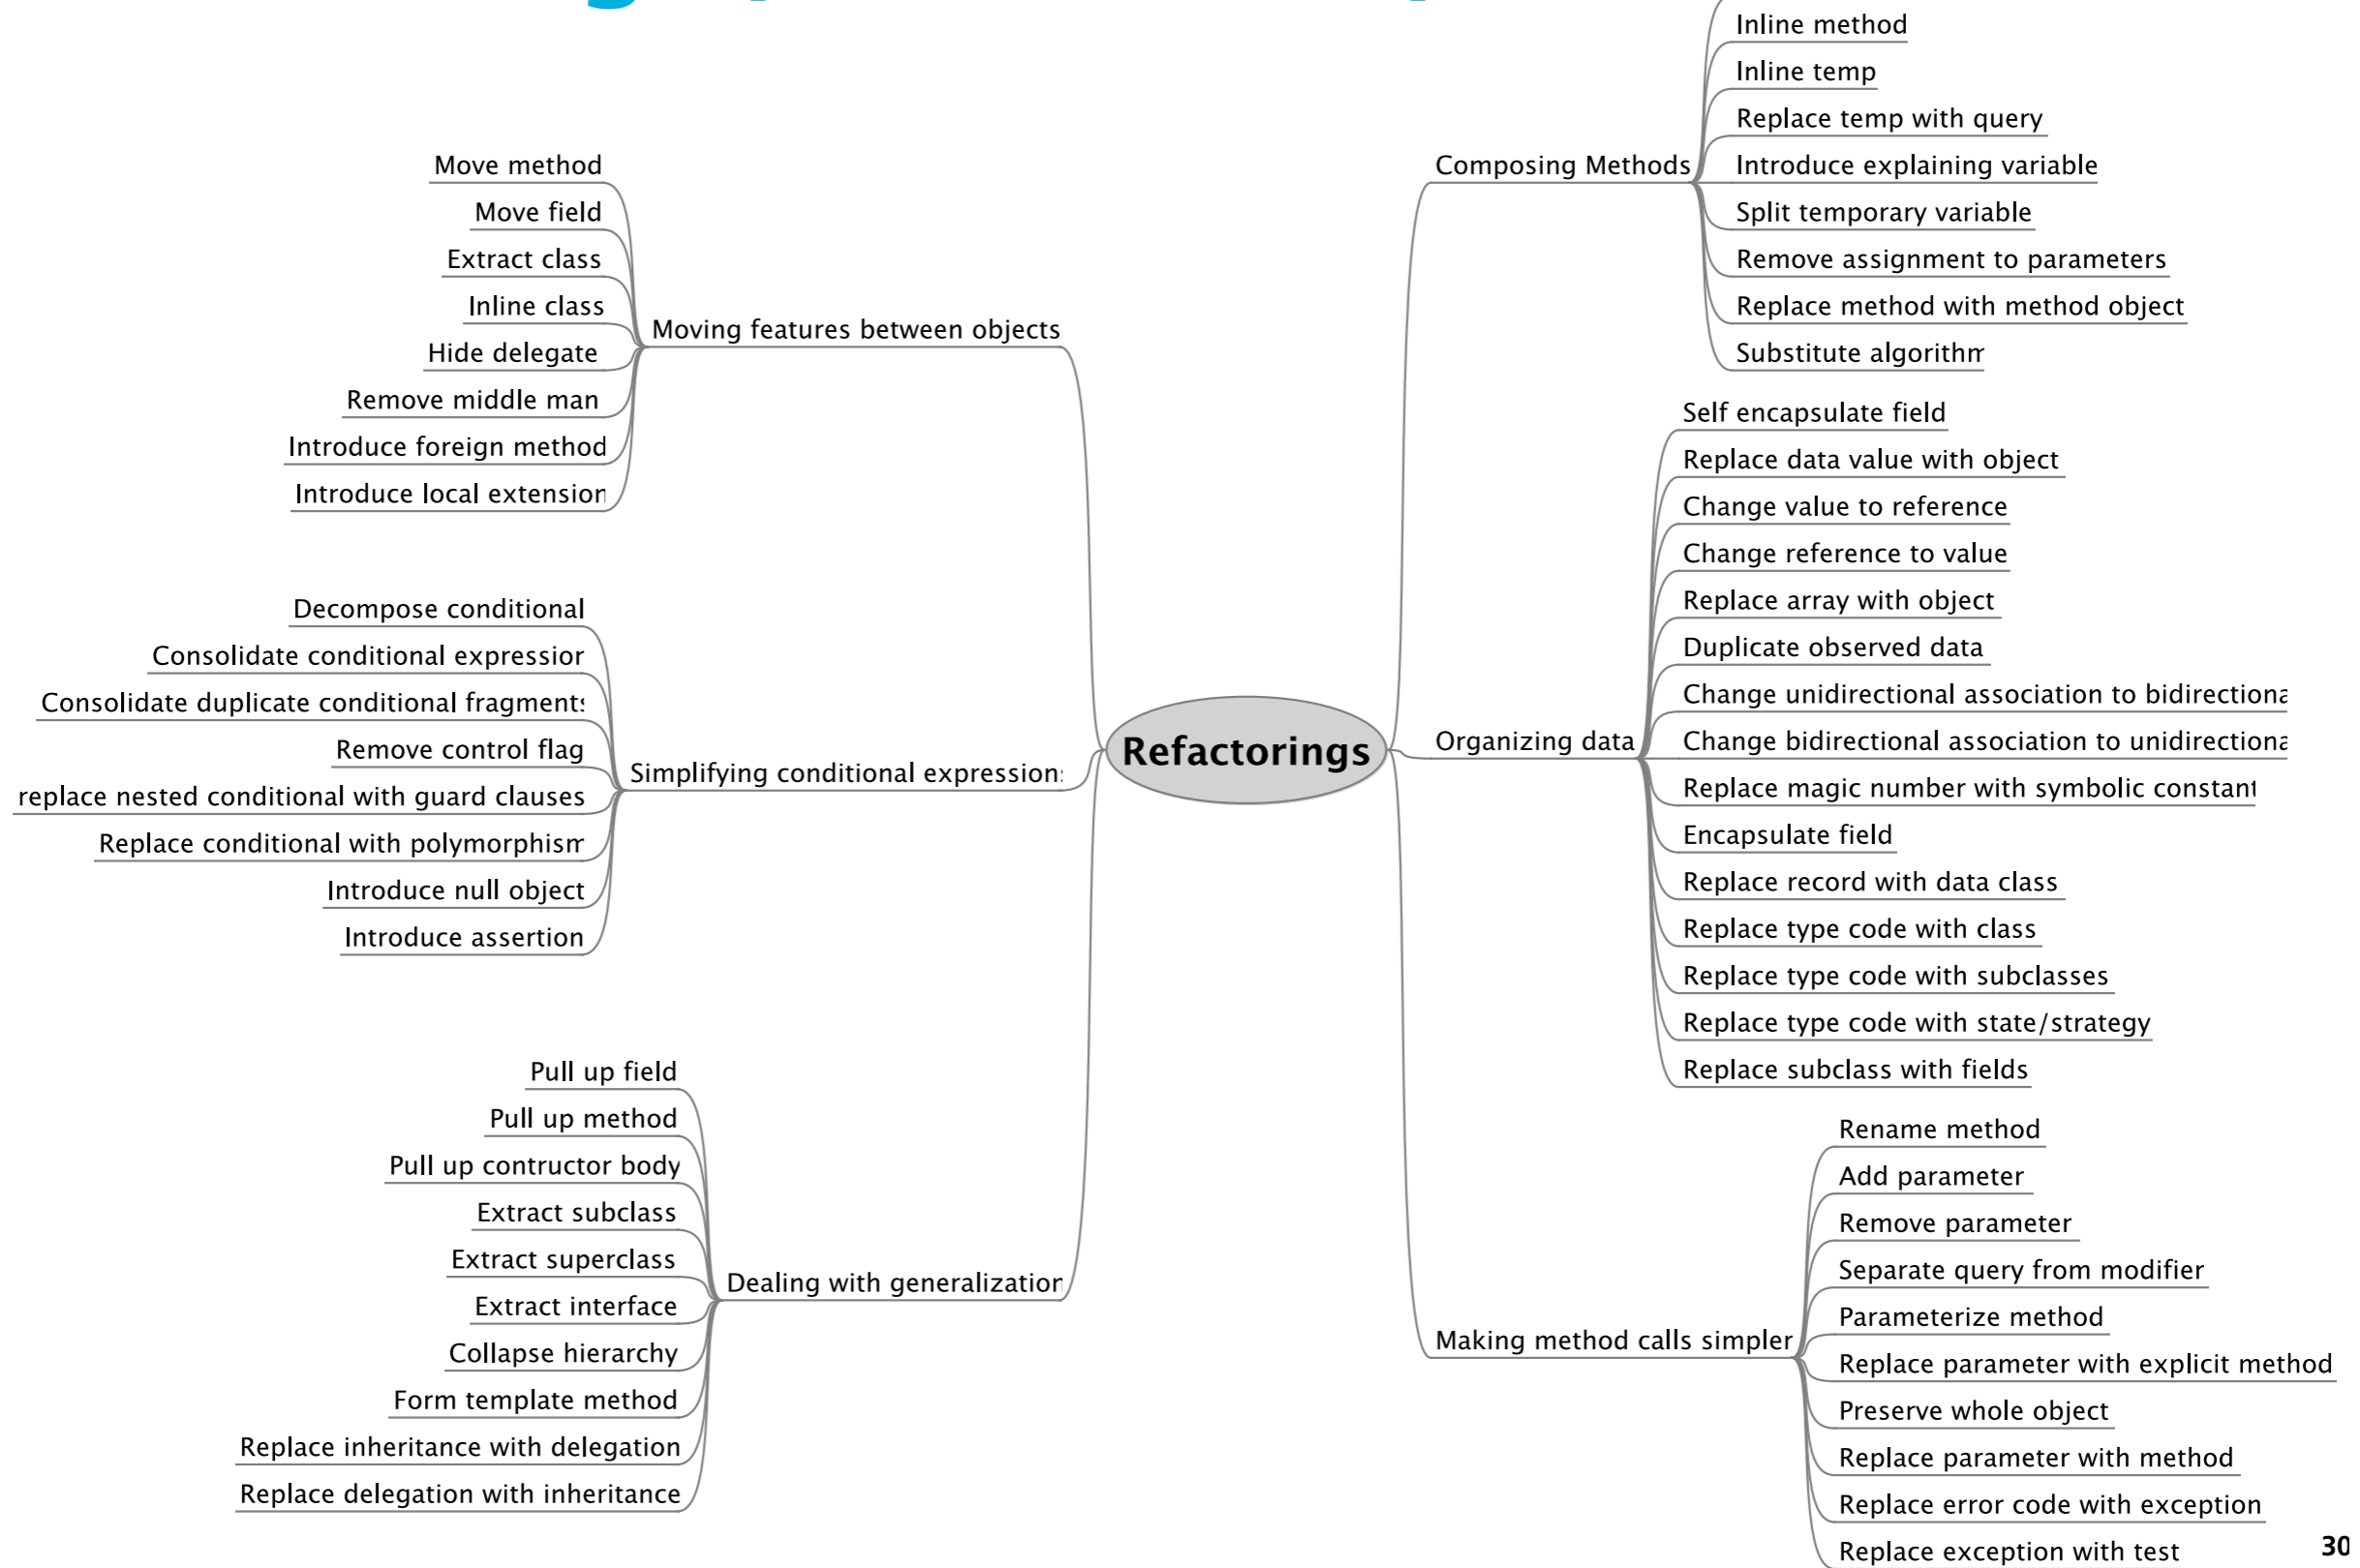 Move method
Move field
Extract class
Inline class
Hide delegate
Remove middle man
Introduce foreign method
Introduce local extension
Moving features between objects
Decompose conditional
Consolidate conditional expression
Consolidate duplicate conditional fragments
Remove control flag
replace nested conditional with guard clauses
Replace conditional with polymorphism
Introduce null object
Introduce assertion
Simplifying conditional expressions
Pull up field
Pull up method
Pull up contructor body
Extract subclass
Extract superclass
Extract interface
Collapse hierarchy
Form template method
Replace inheritance with delegation
Replace delegation with inheritance
Dealing with generalization
Refactorings
Composing Methods
Inline method
Inline temp
Replace temp with query
Introduce explaining variable
Split temporary variable
Remove assignment to parameters
Replace method with method object
Substitute algorithm
Organizing data
Self encapsulate field
Replace data value with object
Change value to reference
Change reference to value
Replace array with object
Duplicate observed data
Change unidirectional association to bidirectiona
Change bidirectional association to unidirectiona
Replace magic number with symbolic constant
Encapsulate field
Replace record with data class
Replace type code with class
Replace type code with subclasses
Replace type code with state/strategy
Replace subclass with fields
Making method calls simpler
Rename method
Add parameter
Remove parameter
Separate query from modifier
Parameterize method
Replace parameter with explicit method
Preserve whole object
Replace parameter with method
Replace error code with exception
Replace exception with test
30